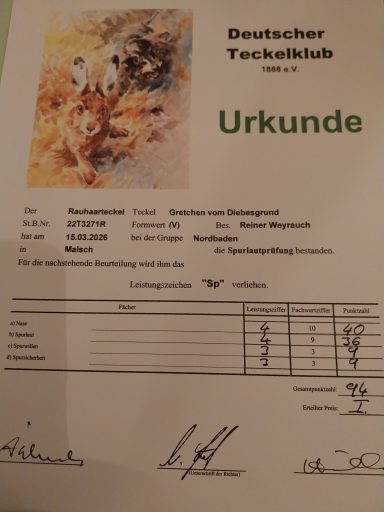 Deutscher
Teckelklub
1888 e.V.
Urkunde
Der Rauhaarteckel Teckel Gretchen vom Diebesgrund
St.B.Nr. 22T3271R Formwert (V) Bes. Reiner Weyrauch
hat am 15.03.2026 bei der Gruppe Nordbaden
in Malsch die Spurlautprüfung bestanden.
Für die nachstehende Beurteilung wird ihm das
Leistungszeichen "Sp" verliehen.
Fächer Leistungsziffer Fachwertziffer Punktzahl
a) Nase 4 10 40
b) Spurlaut 4 9 36
c) Spurwillen 3 3 9
d) Spursicherheit 3 3 9
Gesamtpunktzahl: 94
Erteilter Preis: I.
(Unterschrift der Richter)